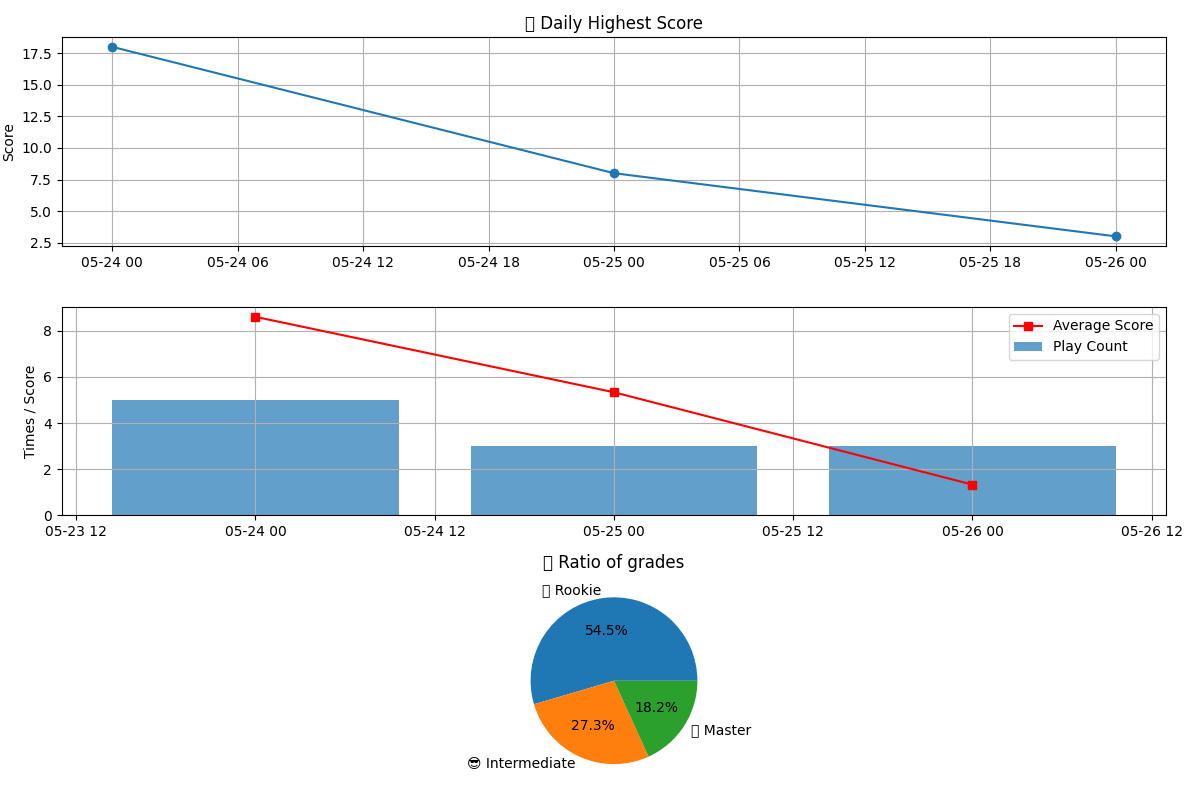 ▯ Daily Highest Score
Score
17.5
15.0
12.5
10.0
7.5
5.0
2.5
05-24 00 05-24 06 05-24 12 05-24 18 05-25 00 05-25 06 05-25 12 05-25 18 05-26 00
Times / Score
8
6
4
2
0
Average Score
Play Count
05-23 12 05-24 00 05-24 12 05-25 00 05-25 12 05-26 00 05-26 12
▯ Ratio of grades
▯ Rookie
54.5%
27.3%
18.2%
▯ Master
😎 Intermediate